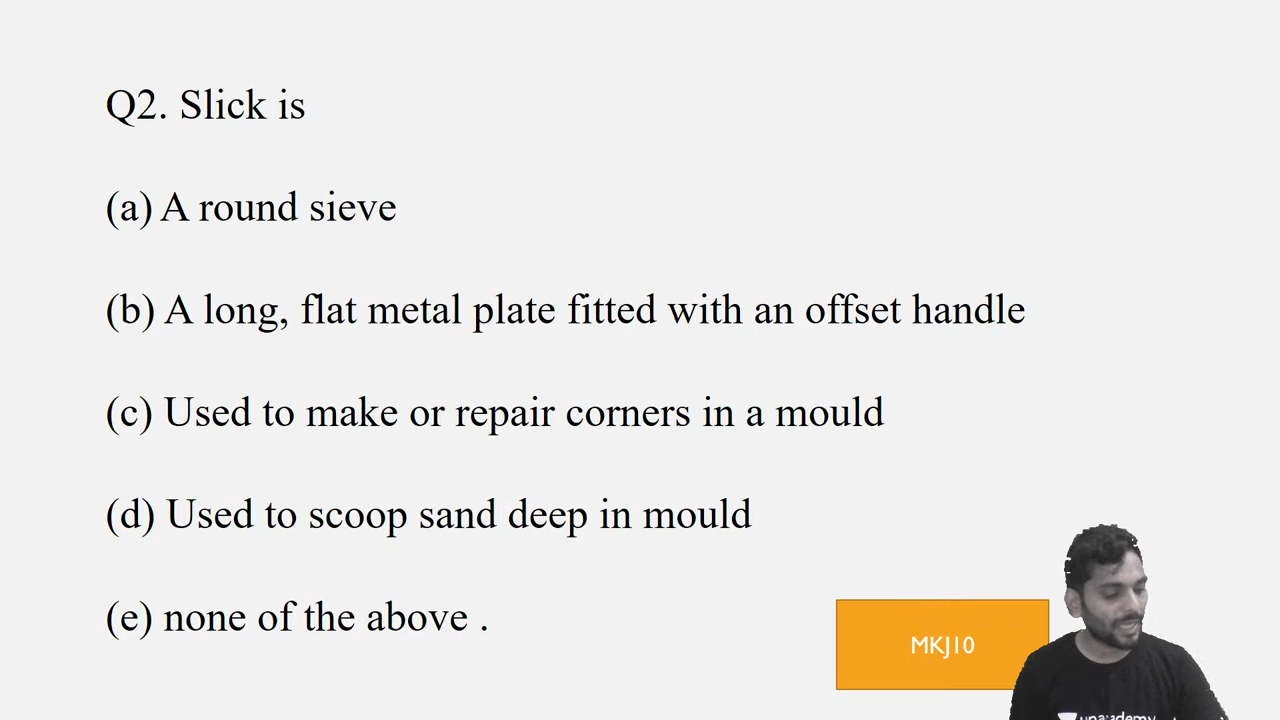 Q2. Slick is
(a) A round sieve
(b) A long, flat metal plate fitted with an offset handle
(c) Used to make or repair corners in a mould
(d) Used to scoop sand deep in mould
(e) none of the above .
MKJ10
unacademy